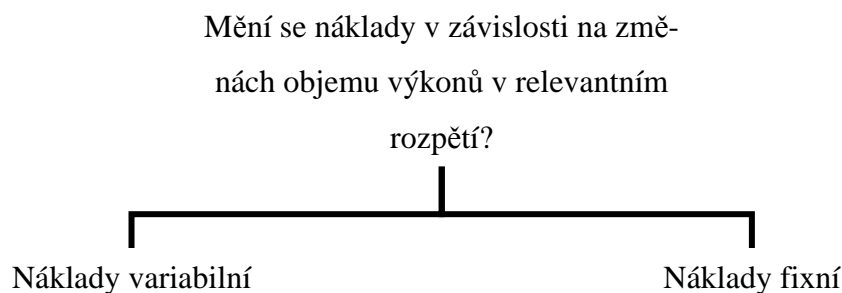 Mění se náklady v závislosti na změ-
nách objemu výkonů v relevantním
rozpětí?
Náklady variabilní
Náklady fixní